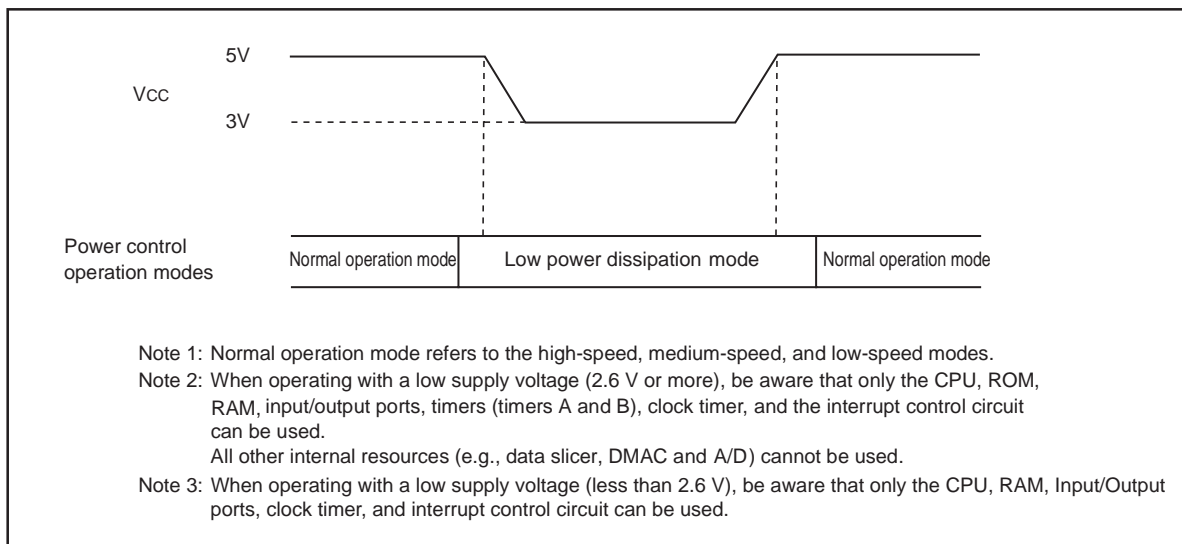 5V
VCC
3V
Power control
operation modes
Normal operation mode
Low power dissipation mode
Normal operation mode
Note 1: Normal operation mode refers to the high-speed, medium-speed, and low-speed modes.
Note 2: When operating with a low supply voltage (2.6 V or more), be aware that only the CPU, ROM,
RAM, input/output ports, timers (timers A and B), clock timer, and the interrupt control circuit
can be used.
All other internal resources (e.g., data slicer, DMAC and A/D) cannot be used.
Note 3: When operating with a low supply voltage (less than 2.6 V), be aware that only the CPU, RAM, Input/Output
ports, clock timer, and interrupt control circuit can be used.